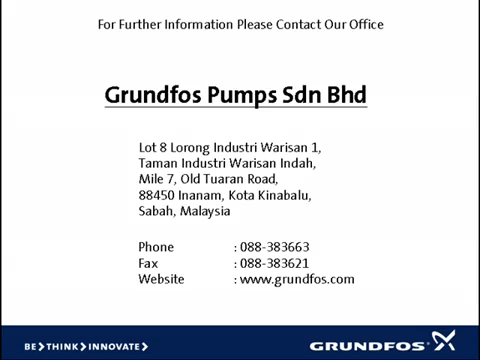 For Further Information Please Contact Our Office
Grundfos Pumps Sdn Bhd
Lot 8 Lorong Industri Warisan 1,
Taman Industri Warisan Indah,
Mile 7, Old Tuaran Road,
88450 Inanam, Kota Kinabalu,
Sabah, Malaysia
Phone : 088-383663
Fax : 088-383621
Website : www.grundfos.com
BE > THINK > INNOVATE > GRUNDFOS